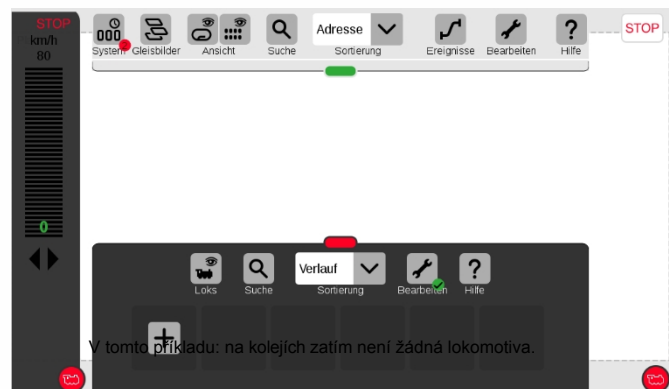 STOP
km/h
80
0
000
System
Gleisbilder
Ansicht
Suche
Adresse
Sortierung
Ereignisse
Bearbeiten
?
Hilfe
STOP
Loks
Suche
Verlauf
Sortierung
Bearbeiten
?
Hilfe
+
V tomto příkladu: na kolejích zatím není žádná lokomotiva.